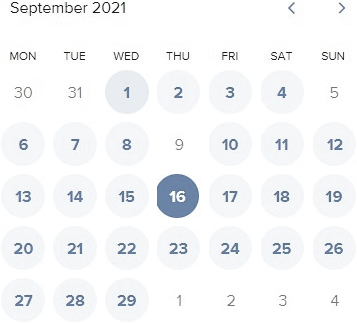 September 2021
MON TUE WED THU FRI SAT SUN
30 31 1 2 3 4 5
6 7 8 9 10 11 12
13 14 15 16 17 18 19
20 21 22 23 24 25 26
27 28 29 1 2 3 4